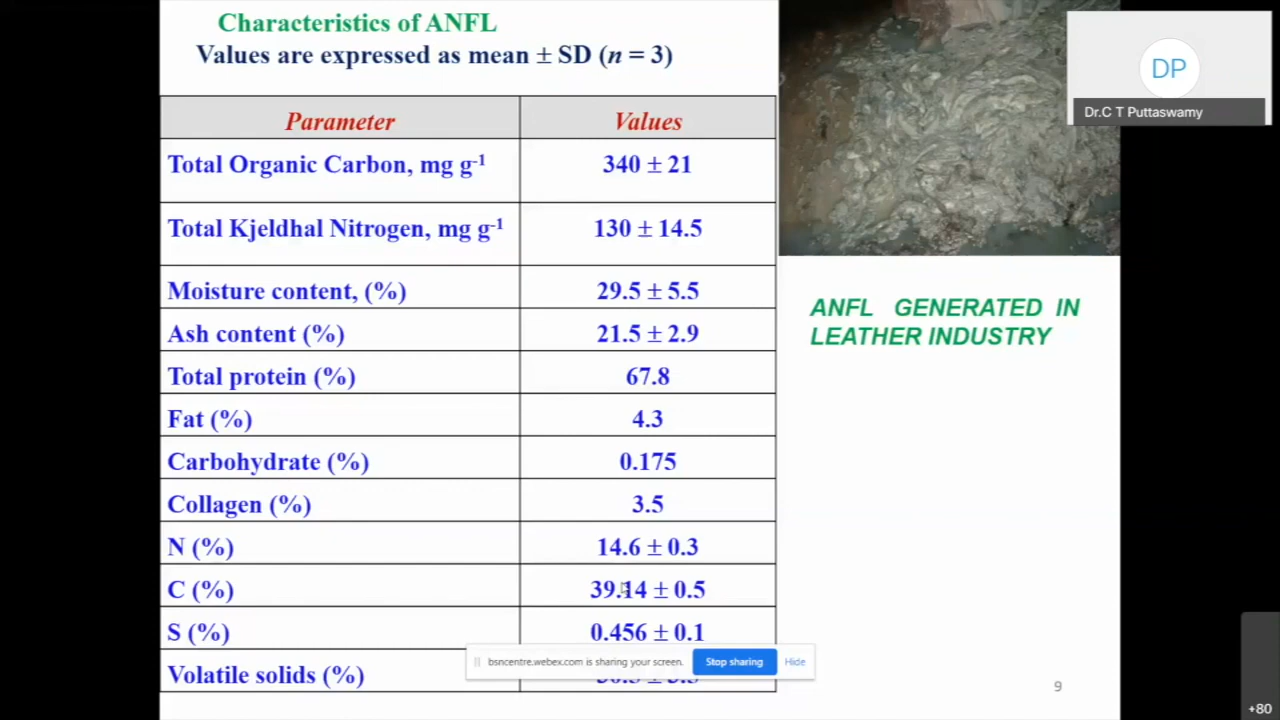 Characteristics of ANFL
Values are expressed as mean ± SD (n = 3)
Parameter Values
Total Organic Carbon, mg g-1 340 ± 21
Total Kjeldhal Nitrogen, mg g-1 130 ± 14.5
Moisture content, (%) 29.5 ± 5.5
Ash content (%) 21.5 ± 2.9
Total protein (%) 67.8
Fat (%) 4.3
Carbohydrate (%) 0.175
Collagen (%) 3.5
N (%) 14.6 ± 0.3
C (%) 39.14 ± 0.5
S (%) 0.456 ± 0.1
Volatile solids (%)
DP
Dr.C T Puttaswamy
ANFL GENERATED IN
LEATHER INDUSTRY
bsncentre.webex.com is sharing your screen. Stop sharing Hide
9
+80